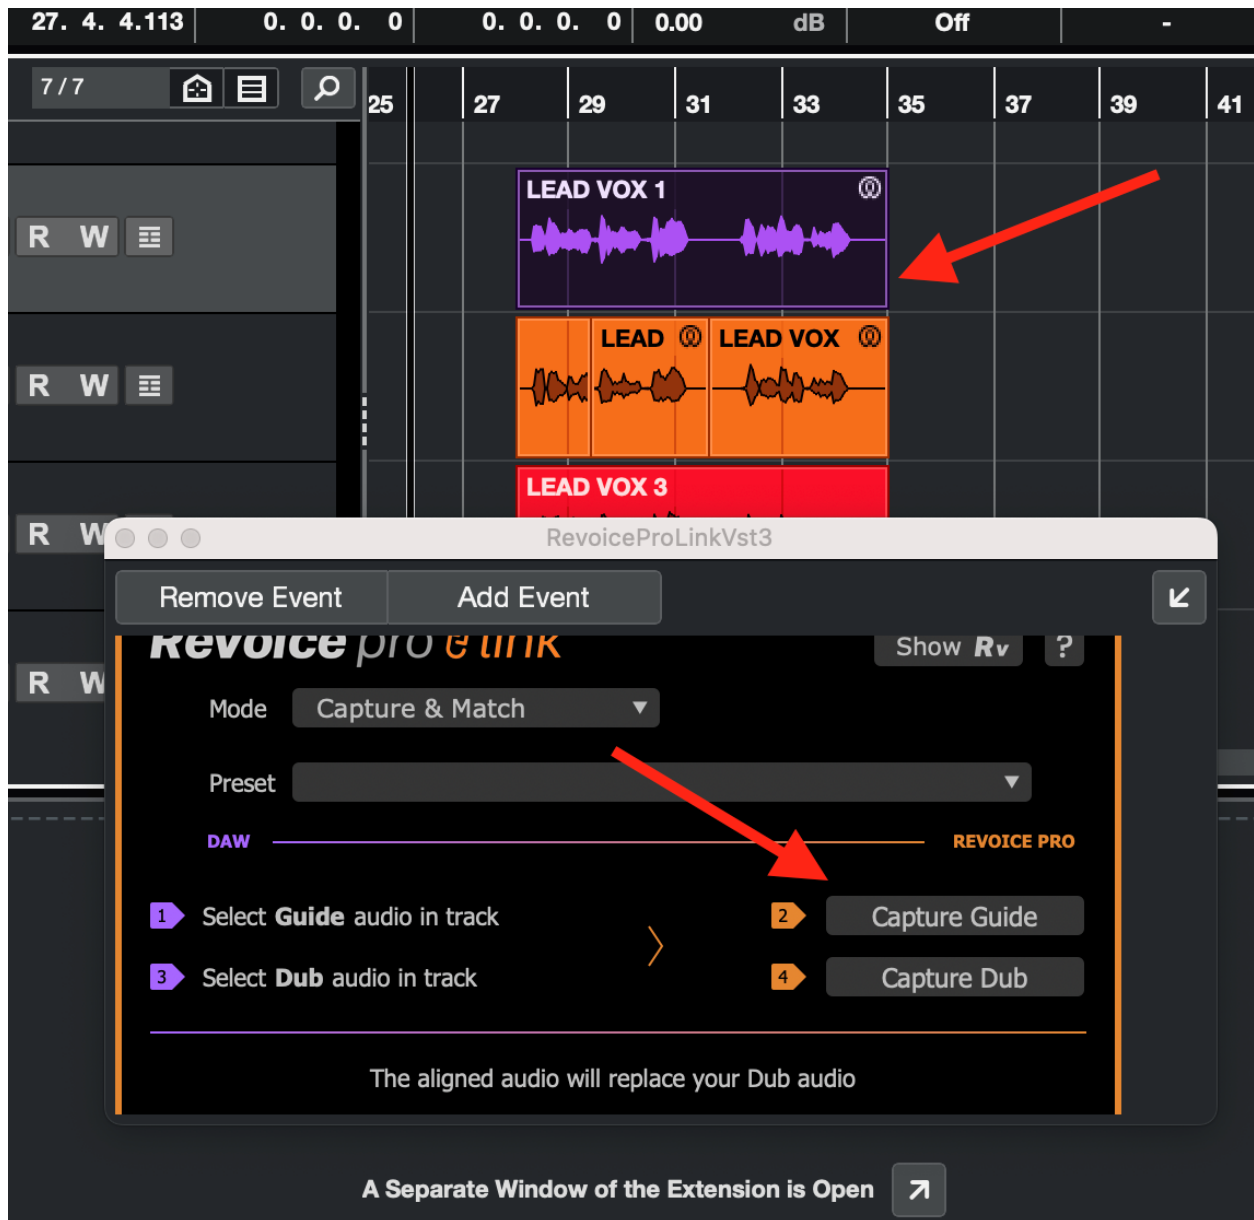 27. 4. 4.113 0. 0. 0. 0 0. 0. 0. 0 0.00 dB Off -
7 / 7
25 27 29 31 33 35 37 39 41
LEAD VOX 1
R W
LEAD LEAD VOX
R W
LEAD VOX 3
R W
RevoiceProLinkVst3
Remove Event Add Event
Revoice pro link
Show Rv ?
R W
Mode Capture & Match
Preset
DAW REVOICE PRO
1 Select Guide audio in track 2 Capture Guide
3 Select Dub audio in track 4 Capture Dub
The aligned audio will replace your Dub audio
A Separate Window of the Extension is Open